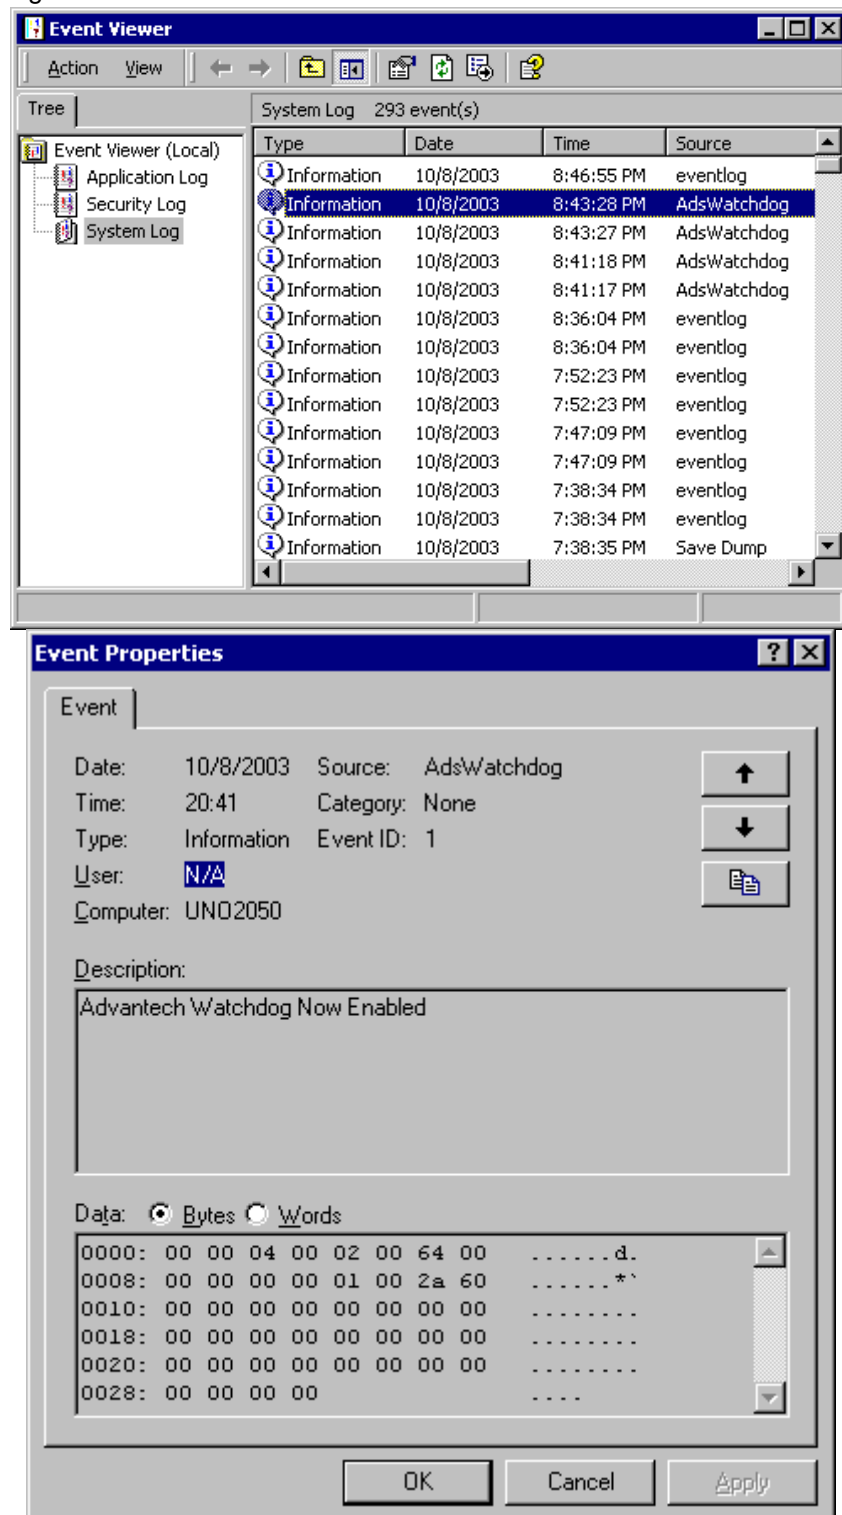 Event Viewer
Action View
Tree
System Log 293 event(s)
Event Viewer (Local)
Application Log
Security Log
System Log
Type Date Time Source
Information 10/8/2003 8:46:55 PM eventlog
Information 10/8/2003 8:43:28 PM AdsWatchdog
Information 10/8/2003 8:43:27 PM AdsWatchdog
Information 10/8/2003 8:41:18 PM AdsWatchdog
Information 10/8/2003 8:41:17 PM AdsWatchdog
Information 10/8/2003 8:36:04 PM eventlog
Information 10/8/2003 8:36:04 PM eventlog
Information 10/8/2003 7:52:23 PM eventlog
Information 10/8/2003 7:52:23 PM eventlog
Information 10/8/2003 7:47:09 PM eventlog
Information 10/8/2003 7:47:09 PM eventlog
Information 10/8/2003 7:38:34 PM eventlog
Information 10/8/2003 7:38:34 PM eventlog
Information 10/8/2003 7:38:35 PM Save Dump
Event Properties
Event
Date: 10/8/2003 Source: AdsWatchdog
Time: 20:41 Category: None
Type: Information Event ID: 1
User: N/A
Computer: UNO2050
Description:
Advantech Watchdog Now Enabled
Data: Bytes Words
0000: 00 00 04 00 02 00 64 00 ......d.
0008: 00 00 00 00 01 00 2a 60 ......*`
0010: 00 00 00 00 00 00 00 00 ........
0018: 00 00 00 00 00 00 00 00 ........
0020: 00 00 00 00 00 00 00 00 ........
0028: 00 00 00 00 ....
OK Cancel Apply